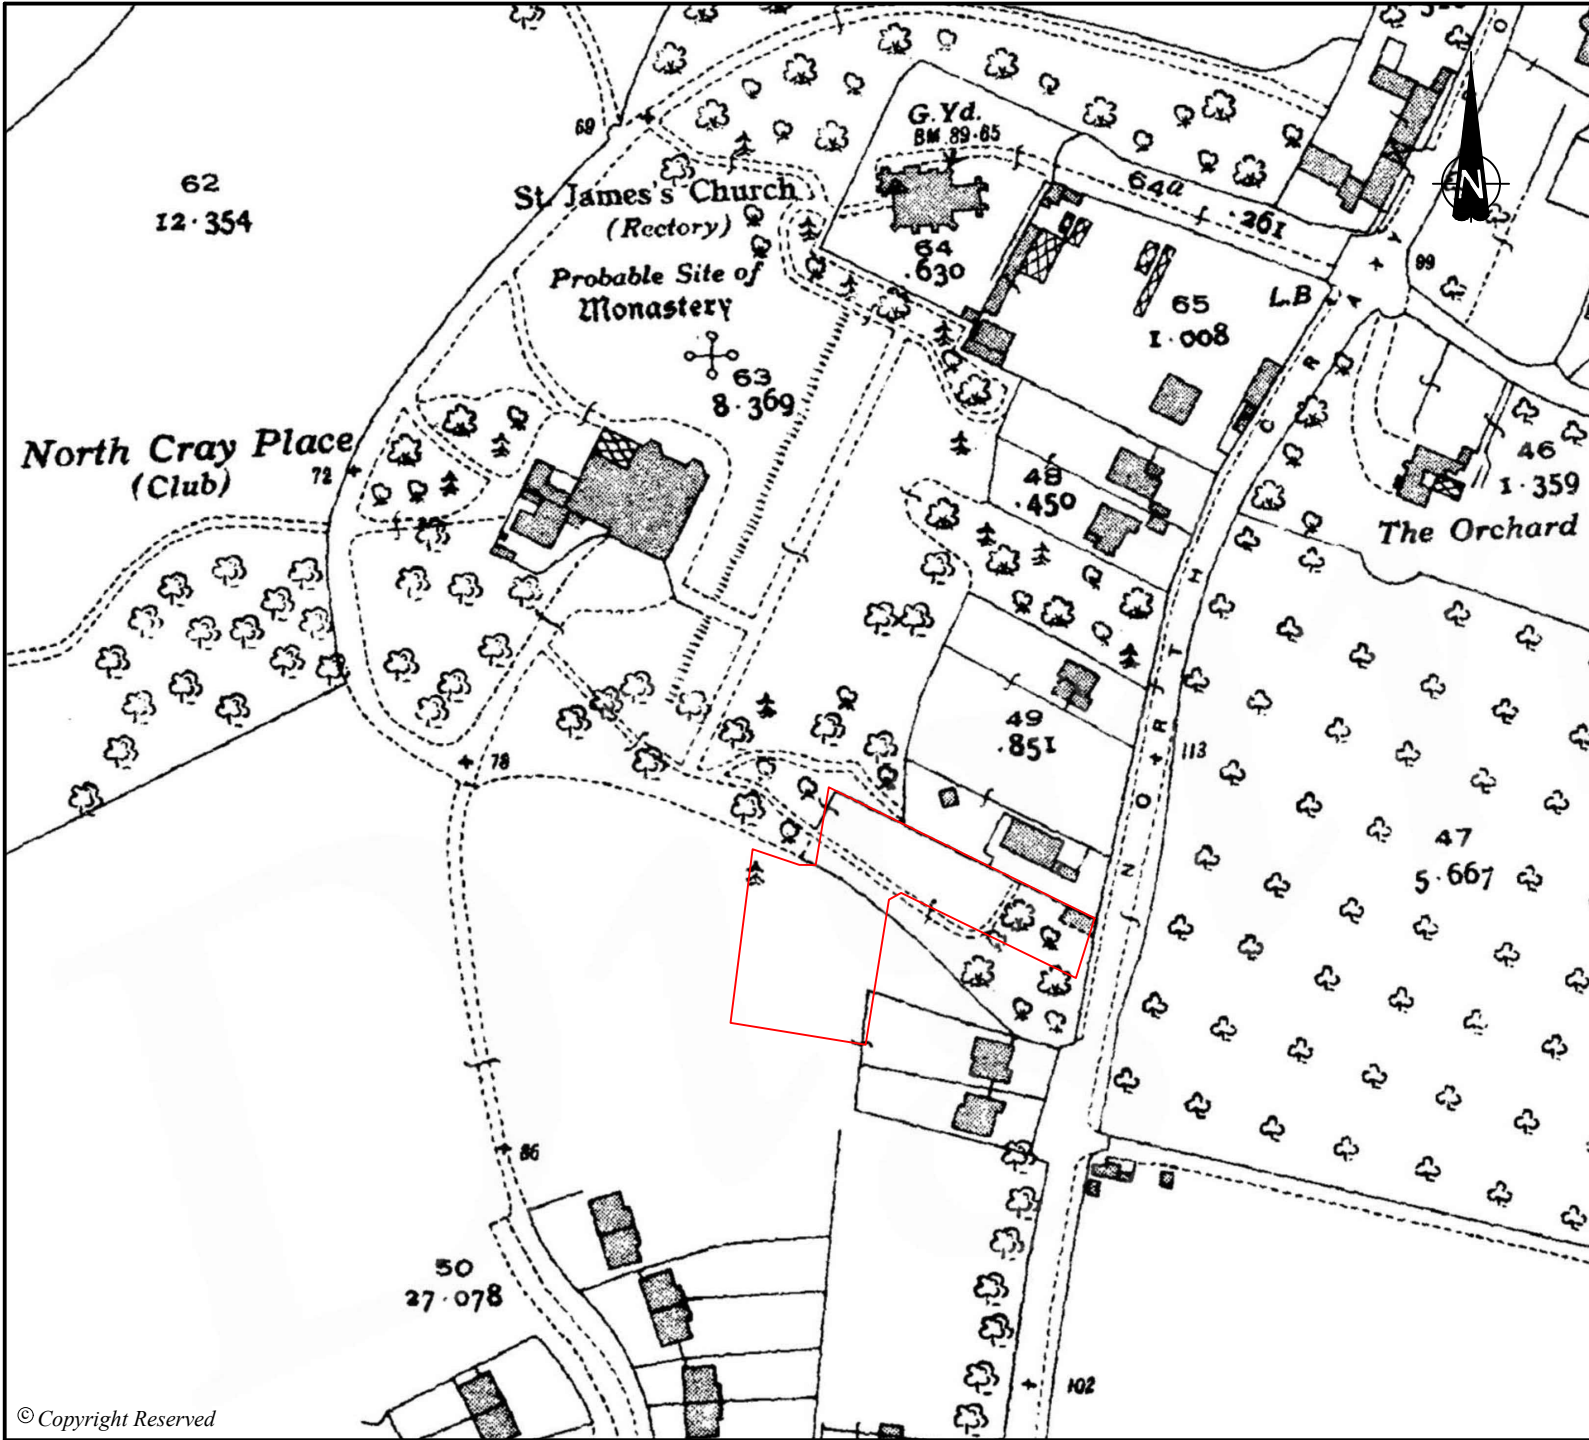 G.Yd.
BM 89·65
69
62
12·354
St. James's Church
(Rectory)
64a
·261
64
·630
Probable Site of
Monastery
65
1·008
L.B
99
63
8·369
North Cray Place
(Club)
72
48
·450
46
1·359
The Orchard
49
·851
78
113
47
5·667
NORTH CRAY
86
50
27·078
102
N
© Copyright Reserved